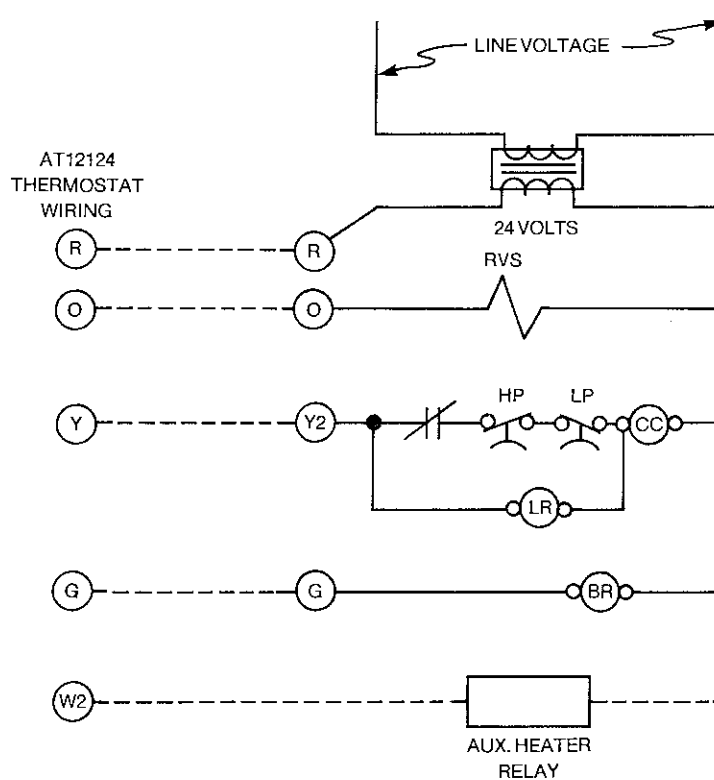 LINE VOLTAGE
AT12124
THERMOSTAT
WIRING
24 VOLTS
R
R
RVS
O
O
HP
LP
Y
Y2
CC
LR
G
G
BR
W2
AUX. HEATER
RELAY